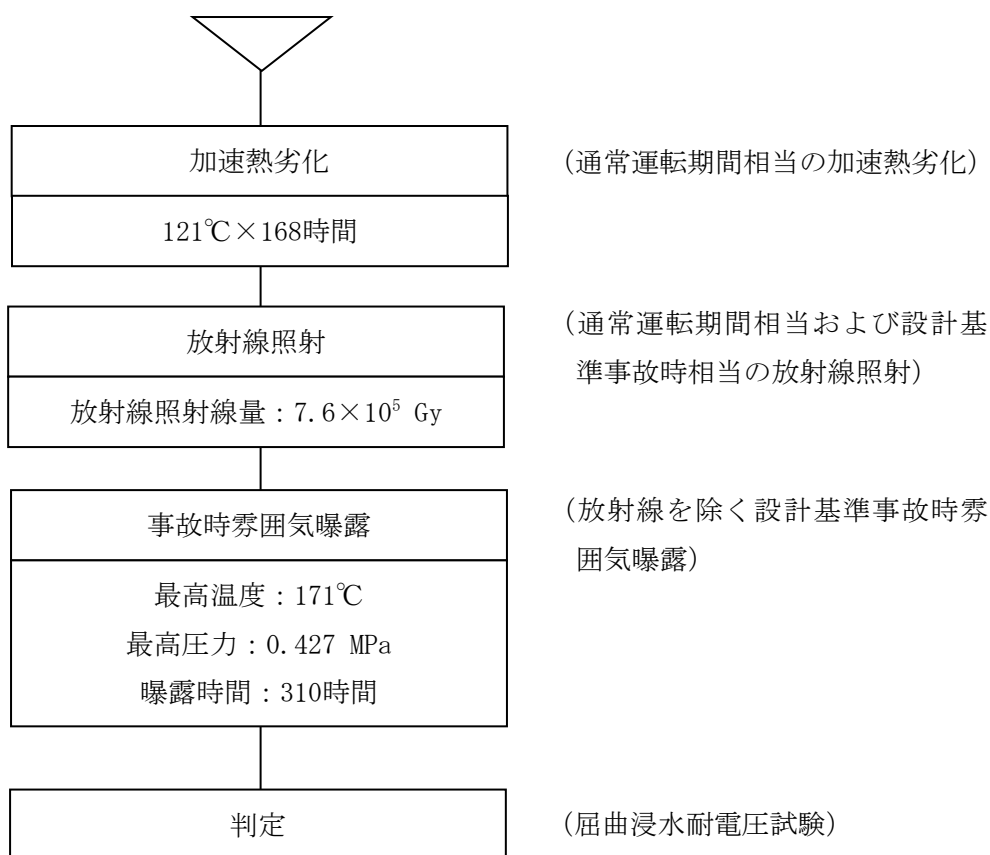 加速熱劣化
(通常運転期間相当の加速熱劣化)
121℃×168時間
放射線照射
(通常運転期間相当および設計基
準事故時相当の放射線照射)
放射線照射線量：7.6×10⁵ Gy
事故時雰囲気曝露
(放射線を除く設計基準事故時雰
囲気曝露)
最高温度：171℃
最高圧力：0.427 MPa
曝露時間：310時間
判定
(屈曲浸水耐電圧試験)